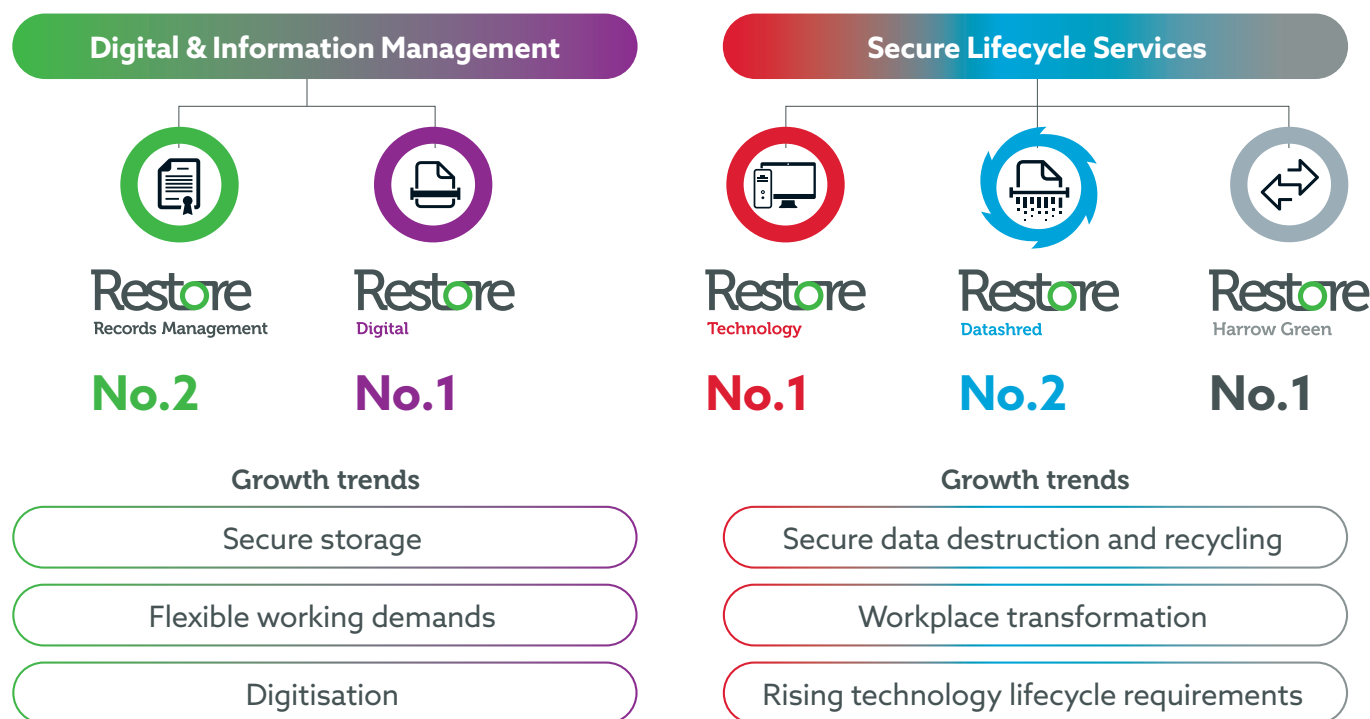 Digital & Information Management
Restore
Records Management
No.2
Restore
Digital
No.1
Growth trends
Secure storage
Flexible working demands
Digitisation
Secure Lifecycle Services
Restore
Technology
No.1
Restore
Datashred
No.2
Restore
Harrow Green
No.1
Growth trends
Secure data destruction and recycling
Workplace transformation
Rising technology lifecycle requirements